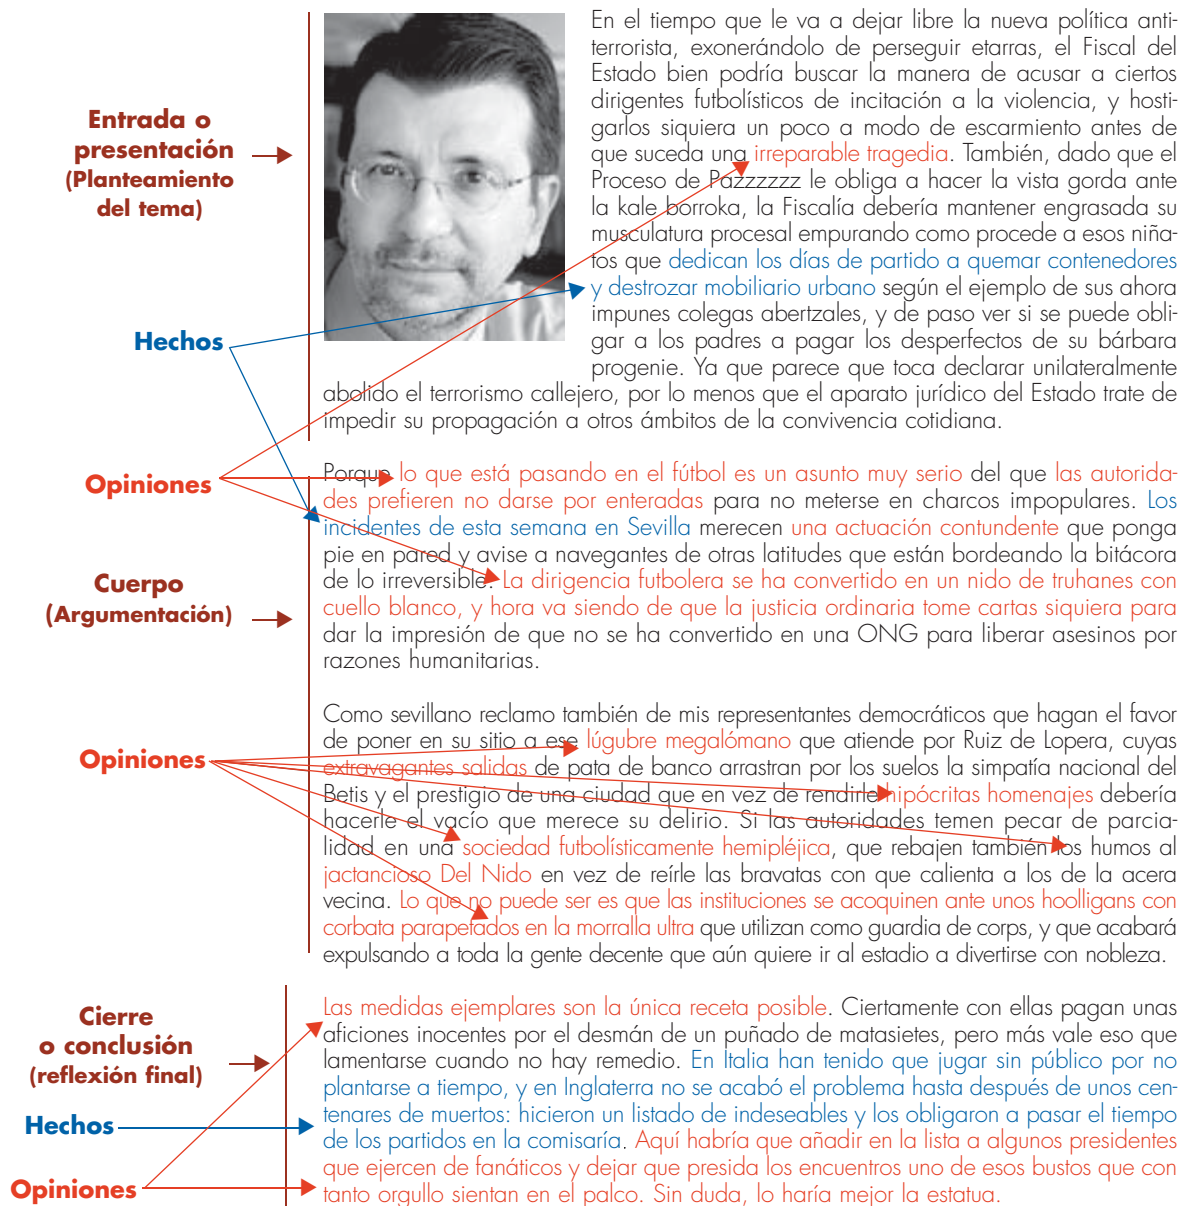 En el tiempo que le va a dejar libre la nueva política anti-
terrorista, exonerándolo de perseguir etarras, el Fiscal del
Estado bien podría buscar la manera de acusar a ciertos
dirigentes futbolísticos de incitación a la violencia, y hosti-
garlos siquiera un poco a modo de escarmiento antes de
que suceda una irreparable tragedia. También, dado que el
Proceso de Pazzzzzz le obliga a hacer la vista gorda ante
la kale borroka, la Fiscalía debería mantener engrasada su
musculatura procesal empurando como procede a esos niña-
tos que dedican los días de partido a quemar contenedores
y destrozar mobiliario urbano según el ejemplo de sus ahora
impunes colegas abertzales, y de paso ver si se puede obli-
gar a los padres a pagar los desperfectos de su bárbara
progenie. Ya que parece que toca declarar unilateralmente
abolido el terrorismo callejero, por lo menos que el aparato jurídico del Estado trate de
impedir su propagación a otros ámbitos de la convivencia cotidiana.
Entrada o
presentación
(Planteamiento
del tema)
Hechos
Opiniones
Porque lo que está pasando en el fútbol es un asunto muy serio del que las autorida-
des prefieren no darse por enteradas para no meterse en charcos impopulares. Los
incidentes de esta semana en Sevilla merecen una actuación contundente que ponga
pie en pared y avise a navegantes de otras latitudes que están bordeando la bitácora
de lo irreversible. La dirigencia futbolera se ha convertido en un nido de truhanes con
cuello blanco, y hora va siendo de que la justicia ordinaria tome cartas siquiera para
dar la impresión de que no se ha convertido en una ONG para liberar asesinos por
razones humanitarias.
Cuerpo
(Argumentación)
Opiniones
Como sevillano reclamo también de mis representantes democráticos que hagan el favor
de poner en su sitio a ese lúgubre megalómano que atiende por Ruiz de Lopera, cuyas
extravagantes salidas de pata de banco arrastran por los suelos la simpatía nacional del
Betis y el prestigio de una ciudad que en vez de rendirle hipócritas homenajes debería
hacerle el vacío que merece su delirio. Si las autoridades temen pecar de parcia-
lidad en una sociedad futbolísticamente hemipléjica, que rebajen también los humos al
jactancioso Del Nido en vez de reírle las bravatas con que calienta a los de la acera
vecina. Lo que no puede ser es que las instituciones se acoquinen ante unos hoolligans con
corbata parapetados en la morralla ultra que utilizan como guardia de corps, y que acabará
expulsando a toda la gente decente que aún quiere ir al estadio a divertirse con nobleza.
Cierre
o conclusión
(reflexión final)
Hechos
Opiniones
Las medidas ejemplares son la única receta posible. Ciertamente con ellas pagan unas
aficiones inocentes por el desmán de un puñado de matasietes, pero más vale eso que
lamentarse cuando no hay remedio. En Italia han tenido que jugar sin público por no
plantarse a tiempo, y en Inglaterra no se acabó el problema hasta después de unos cen-
tenares de muertos: hicieron un listado de indeseables y los obligaron a pasar el tiempo
de los partidos en la comisaría. Aquí habría que añadir en la lista a algunos presidentes
que ejercen de fanáticos y dejar que presida los encuentros uno de esos bustos que con
tanto orgullo sientan en el palco. Sin duda, lo haría mejor la estatua.